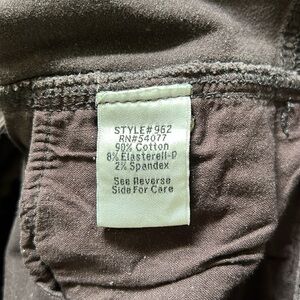 STYLE#962
RN#54077
90% Cotton
8% Elasterell-P
2% Spandex
See Reverse
Side For Care